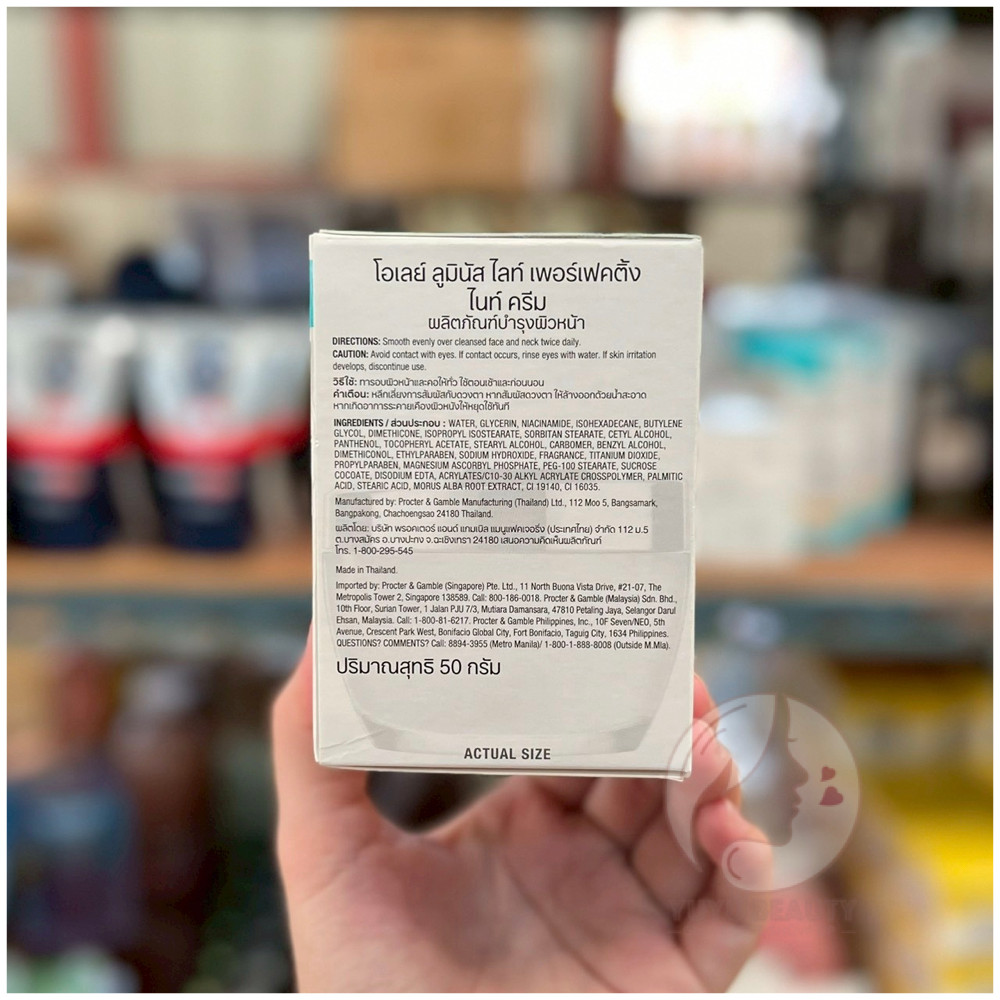 โอเลย์ ลูมินัส ไลท์ เพอร์เฟคติ้ง
ไนท์ ครีม
ผลิตภัณฑ์บำรุงผิวหน้า
DIRECTIONS: Smooth evenly over cleansed face and neck twice daily.
CAUTION: Avoid contact with eyes. If contact occurs, rinse eyes with water. If skin irritation
develops, discontinue use.
วิธีใช้: ทารอบผิวหน้าและคอให้ทั่ว ใช้ตอนเช้าและก่อนนอน
คำเตือน: หลีกเลี่ยงการสัมผัสกับดวงตา หากสัมผัสดวงตา ให้ล้างออกด้วยน้ำสะอาด
หากเกิดอาการระคายเคืองผิวหนังให้หยุดใช้ทันที
INGREDIENTS / ส่วนประกอบ : WATER, GLYCERIN, NIACINAMIDE, ISOHEXADECANE, BUTYLENE
GLYCOL, DIMETHICONE, ISOPROPYL ISOSTEARATE, SORBITAN STEARATE, CETYL ALCOHOL,
PANTHENOL, TOCOPHERYL ACETATE, STEARYL ALCOHOL, CARBOMER, BENZYL ALCOHOL,
DIMETHICONOL, ETHYLPARABEN, SODIUM HYDROXIDE, FRAGRANCE, TITANIUM DIOXIDE,
PROPYLPARABEN, MAGNESIUM ASCORBYL PHOSPHATE, PEG-100 STEARATE, SUCROSE
COCOATE, DISODIUM EDTA, ACRYLATES/C10-30 ALKYL ACRYLATE CROSSPOLYMER, PALMITIC
ACID, STEARIC ACID, MORUS ALBA ROOT EXTRACT, CI 19140, CI 16035.
Manufactured by: Procter & Gamble Manufacturing (Thailand) Ltd., 112 Moo 5, Bangsamark,
Bangpakong, Chachoengsao 24180 Thailand.
ผลิตโดย: บริษัท พรอคเตอร์ แอนด์ แกมเบิล แมนูแฟคเจอริ่ง (ประเทศไทย) จำกัด 112 ม.5
ต.บางสมัคร อ.บางปะกง จ.ฉะเชิงเทรา 24180 เสนอความคิดเห็นผลิตภัณฑ์
โทร. 1-800-295-545
Made in Thailand.
Imported by: Procter & Gamble (Singapore) Pte. Ltd., 11 North Buona Vista Drive, #21-07, The
Metropolis Tower 2, Singapore 138589. Call: 800-186-0018. Procter & Gamble (Malaysia) Sdn. Bhd.,
10th Floor, Surian Tower, 1 Jalan PJU 7/3, Mutiara Damansara, 47810 Petaling Jaya, Selangor Darul
Ehsan, Malaysia. Call: 1-800-81-6217. Procter & Gamble Philippines, Inc., 10F Seven/NEO, 5th
Avenue, Crescent Park West, Bonifacio Global City, Fort Bonifacio, Taguig City, 1634 Philippines.
QUESTIONS? COMMENTS? Call: 8894-3955 (Metro Manila)/ 1-800-1-888-8008 (Outside M.Mla).
ปริมาณสุทธิ 50 กรัม
ACTUAL SIZE
BEAUTY